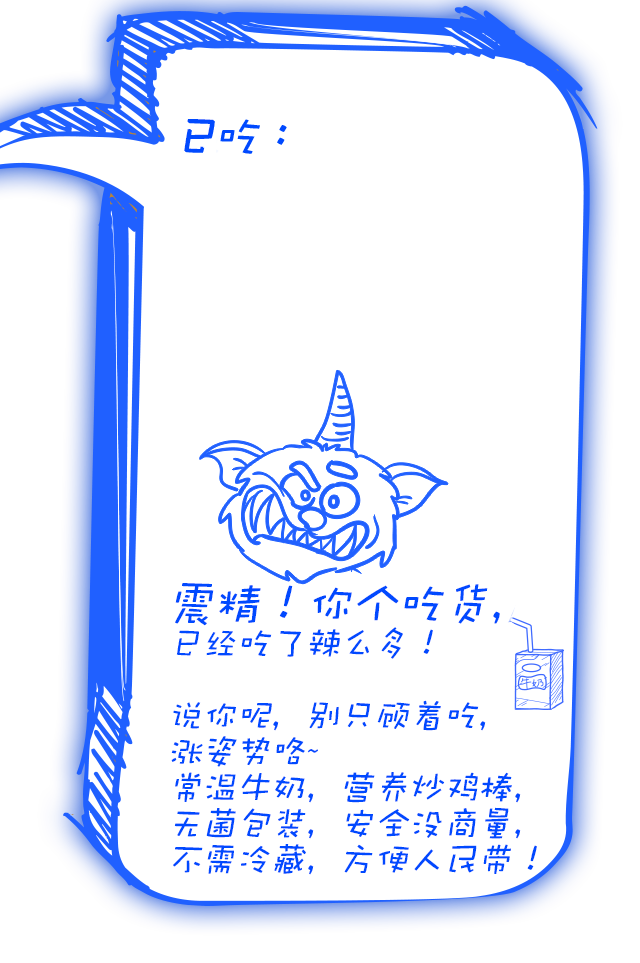 已吃：
震精！你个吃货，
已经吃了辣么多！
牛奶
说你呢，别只顾着吃，
涨姿势咯~
常温牛奶，营养炒鸡棒，
无菌包装，安全没商量，
不需冷藏，方便人民带！